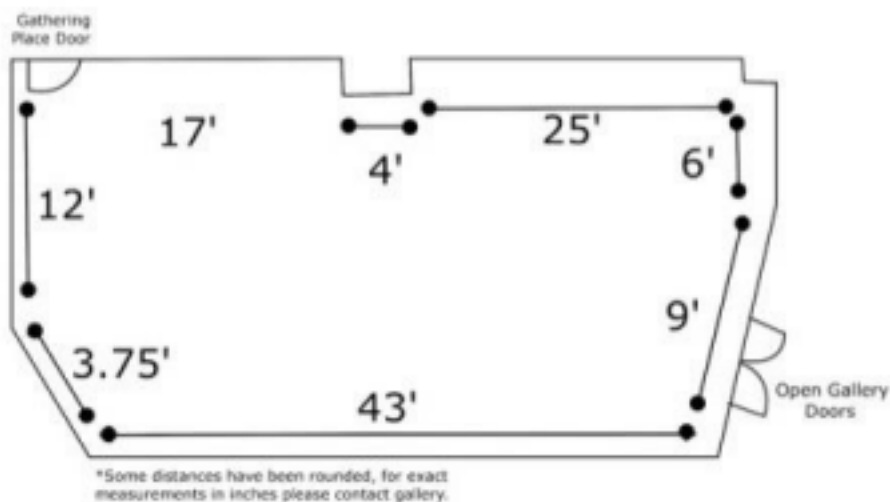 Gathering
Place Door
17'
25'
4'
6'
12'
9'
3.75'
43'
Open Gallery
Doors
*Some distances have been rounded, for exact
measurements in inches please contact gallery.